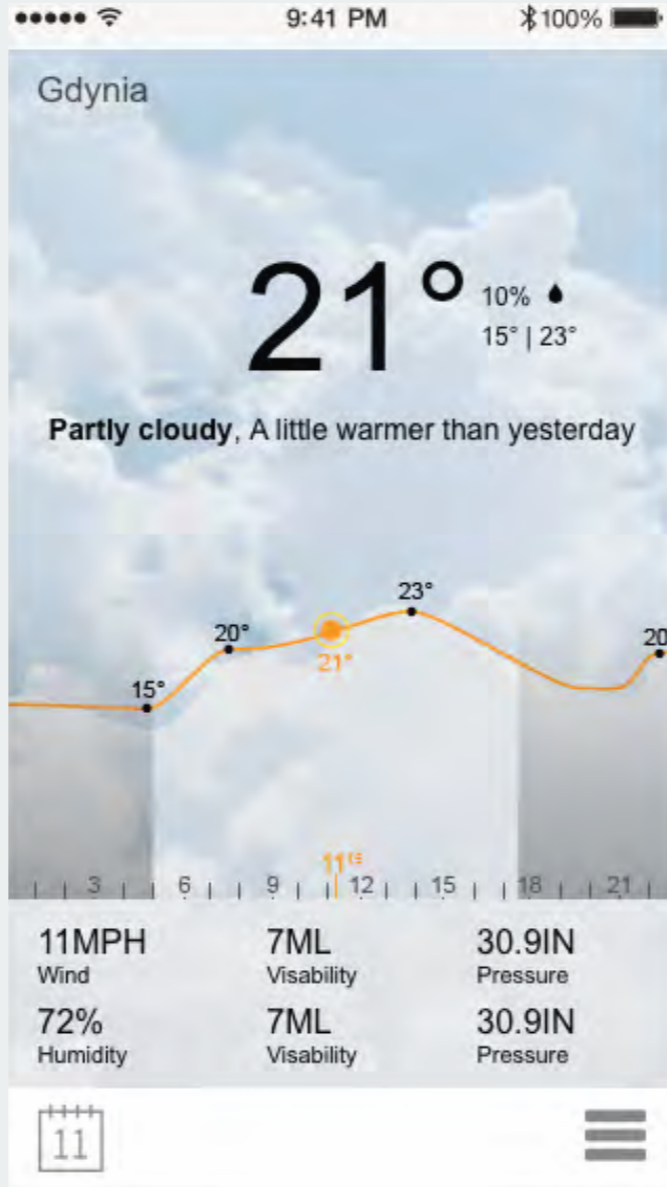 9:41 PM 100%
Gdynia
21° 10%
15° | 23°
Partly cloudy, A little warmer than yesterday
23°
20° 20
21°
15°
11
3 6 9 12 15 18 21
11MPH 7ML 30.9IN
Wind Visability Pressure
72% 7ML 30.9IN
Humidity Visability Pressure
11